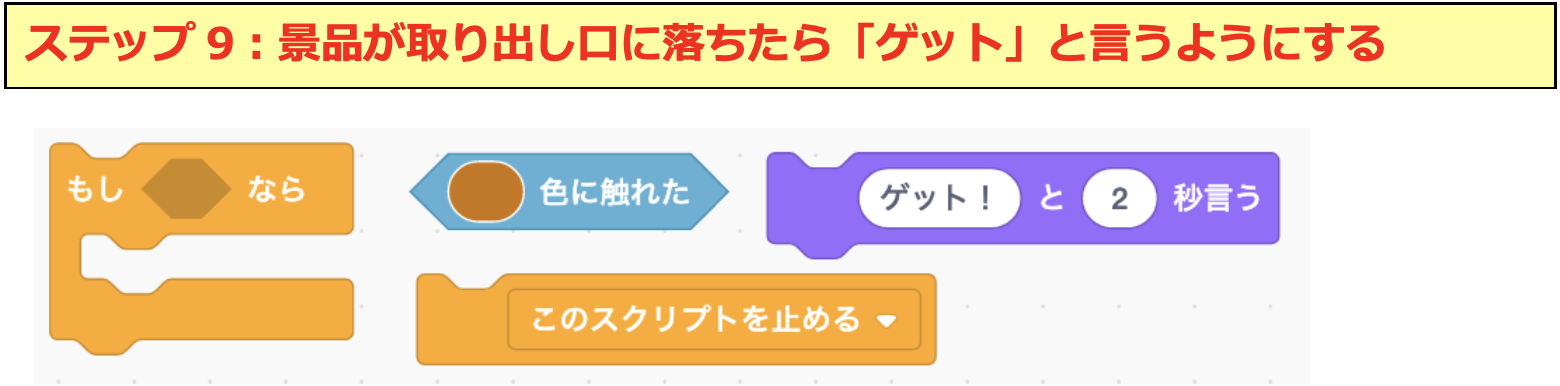 ステップ 9：景品が取り出し口に落ちたら「ゲット」と言うようにする
もし なら
色に触れた
ゲット！ と 2 秒言う
このスクリプトを止める